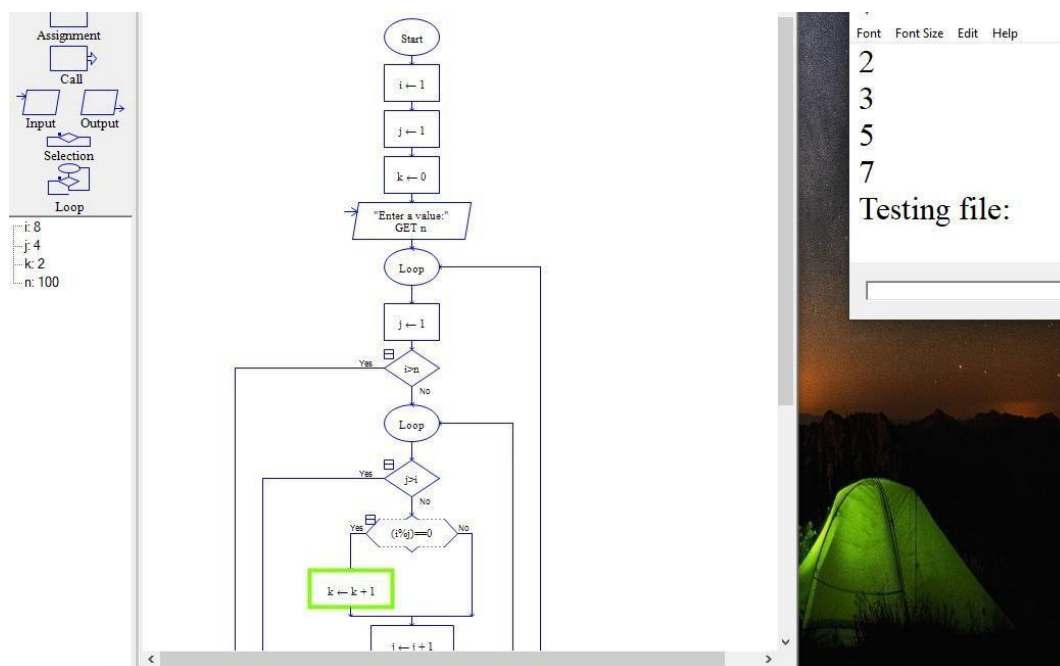 Assignment
Call
Input Output
Selection
Loop
i: 8
j: 4
k: 2
n: 100
Start
i ← 1
j ← 1
k ← 0
"Enter a value:"
GET n
Loop
j ← 1
Yes
i>n
No
Loop
Yes
j>i
No
Yes
(i%j)==0
No
k ← k + 1
Font Font Size Edit Help
2
3
5
7
Testing file: